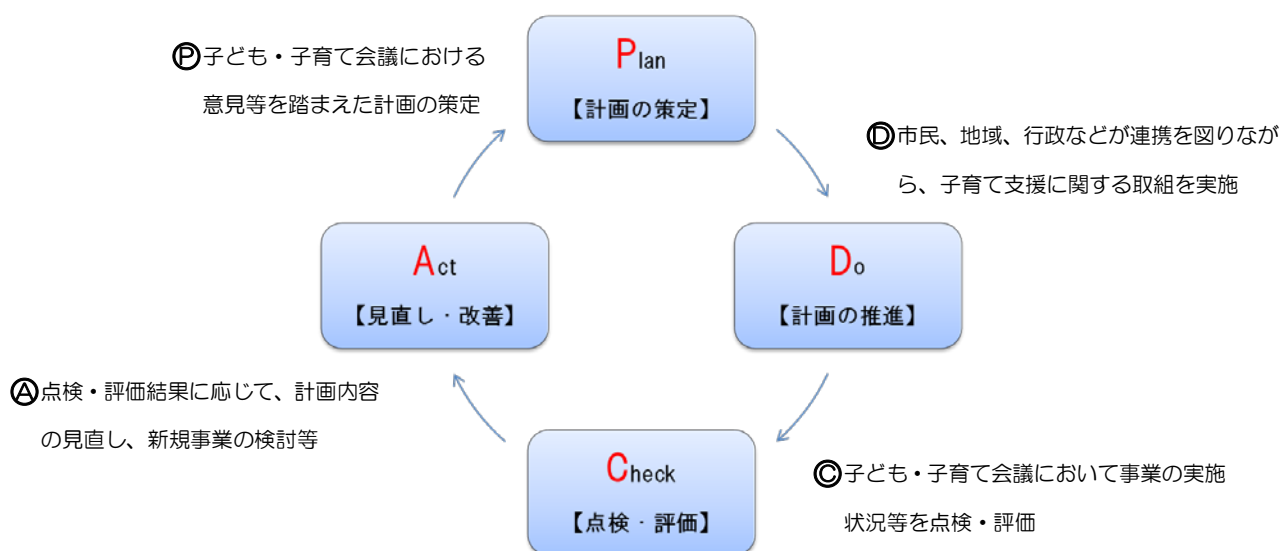 Plan
【計画の策定】
Ⓟ子ども・子育て会議における
意見等を踏まえた計画の策定
Ⓓ市民、地域、行政などが連携を図りなが
ら、子育て支援に関する取組を実施
Act
【見直し・改善】
Do
【計画の推進】
Ⓐ点検・評価結果に応じて、計画内容
の見直し、新規事業の検討等
Check
【点検・評価】
Ⓒ子ども・子育て会議において事業の実施
状況等を点検・評価